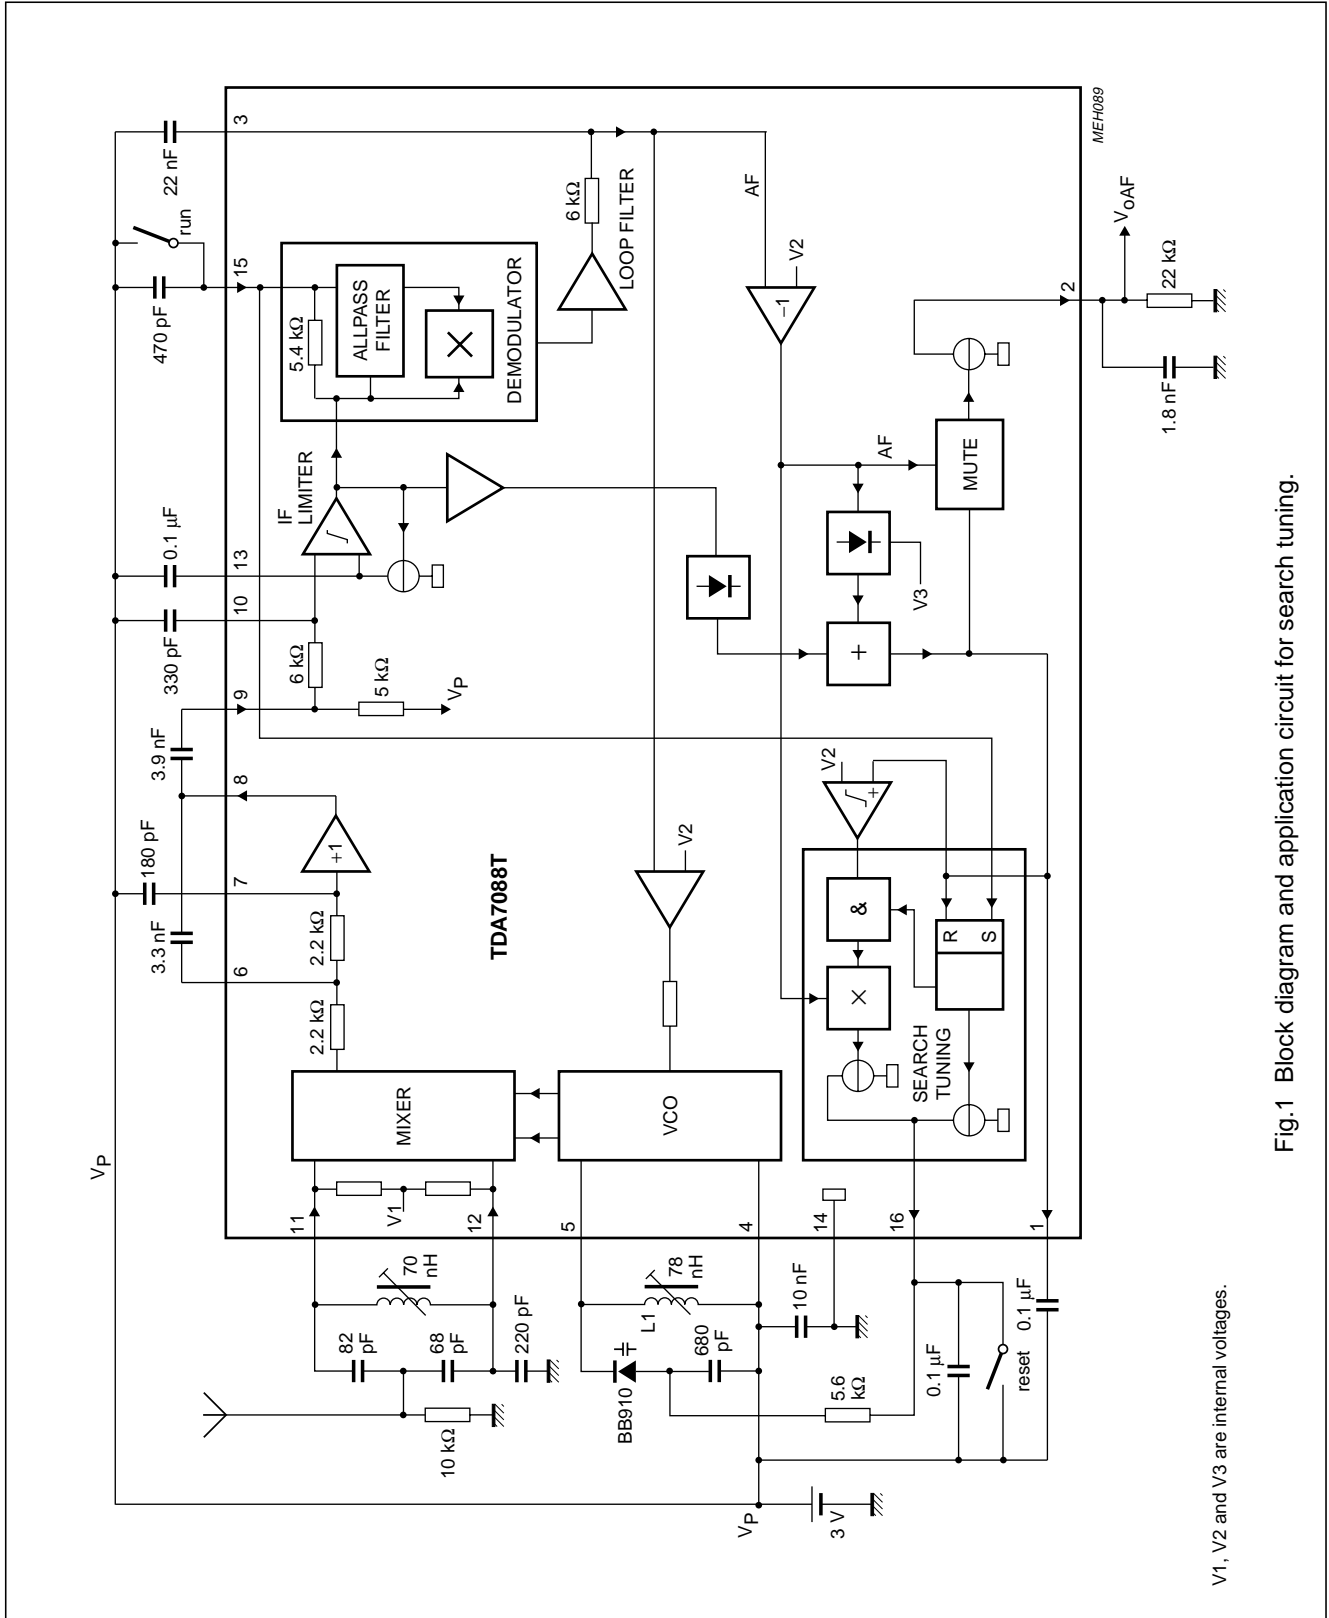 Fig.1 Block diagram and application circuit for search tuning.
V1, V2 and V3 are internal voltages.
MEH089
TDA7088T
VP
3.3 nF
180 pF
3.9 nF
330 pF
0.1 μF
470 pF
run
22 nF
6
7
8
9
10
13
15
3
2.2 kΩ
2.2 kΩ
+1
6 kΩ
5 kΩ
VP
IF
LIMITER
5.4 kΩ
ALLPASS
FILTER
DEMODULATOR
6 kΩ
LOOP FILTER
11
12
V1
MIXER
70
nH
82
pF
68
pF
220 pF
10 kΩ
5
4
VCO
V2
78
nH
L1
BB910
680
pF
10 nF
14
5.6
kΩ
VP
3 V
16
1
0.1 μF
reset
0.1 μF
SEARCH
TUNING
×
&
R
S
+
V2
AF
−1
V2
V3
+
AF
MUTE
2
VoAF
22 kΩ
1.8 nF